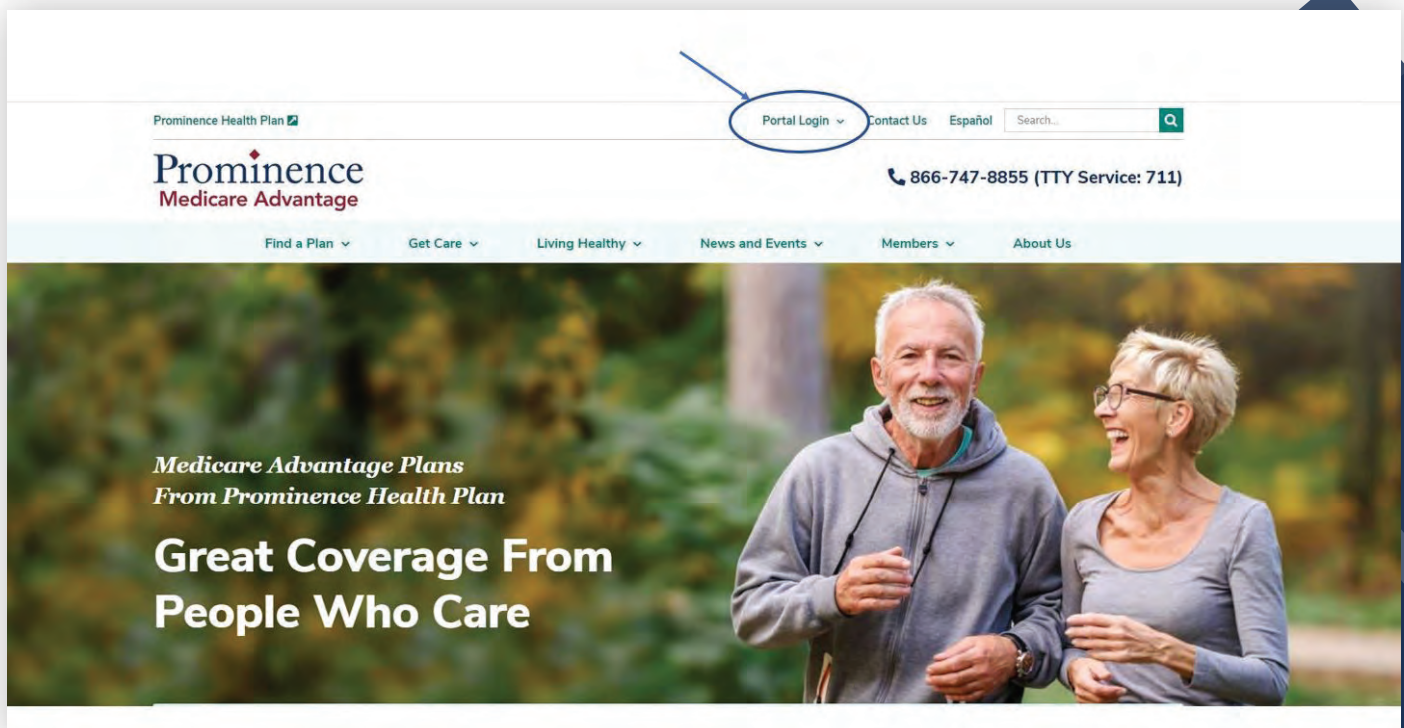 Prominence Health Plan
Portal Login
Contact Us
Español
Search...
Prominence
Medicare Advantage
866-747-8855 (TTY Service: 711)
Find a Plan
Get Care
Living Healthy
News and Events
Members
About Us
Medicare Advantage Plans
From Prominence Health Plan
Great Coverage From
People Who Care